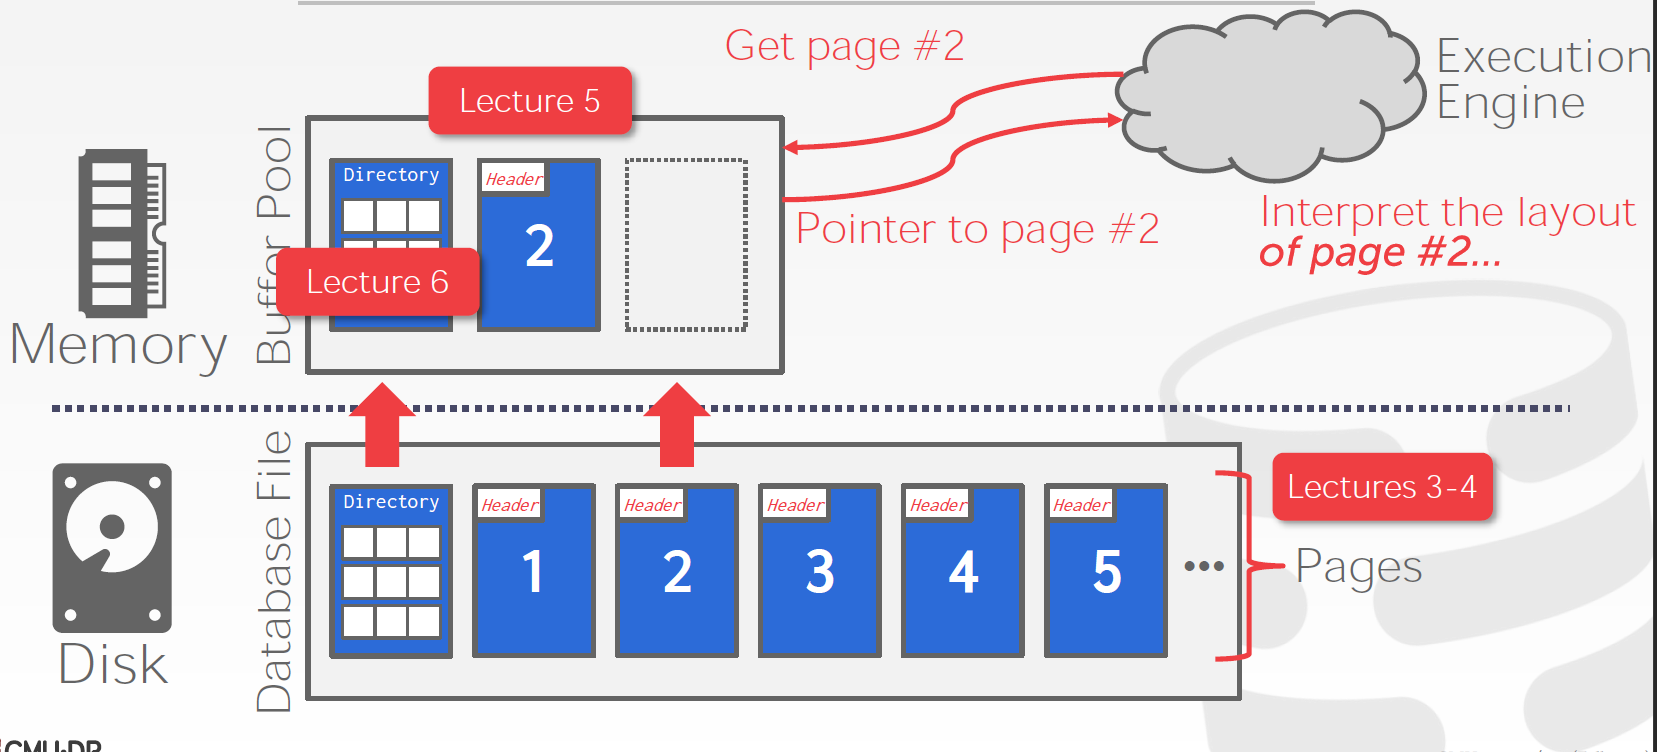 Get page #2
Execution
Engine
Lecture 5
Buffer Pool
Directory
Header
2
Lecture 6
Pointer to page #2
Interpret the layout
of page #2...
Memory
Database File
Lectures 3-4
Directory
Header
1
Header
2
Header
3
Header
4
Header
5
...
Pages
Disk
CMU·DB